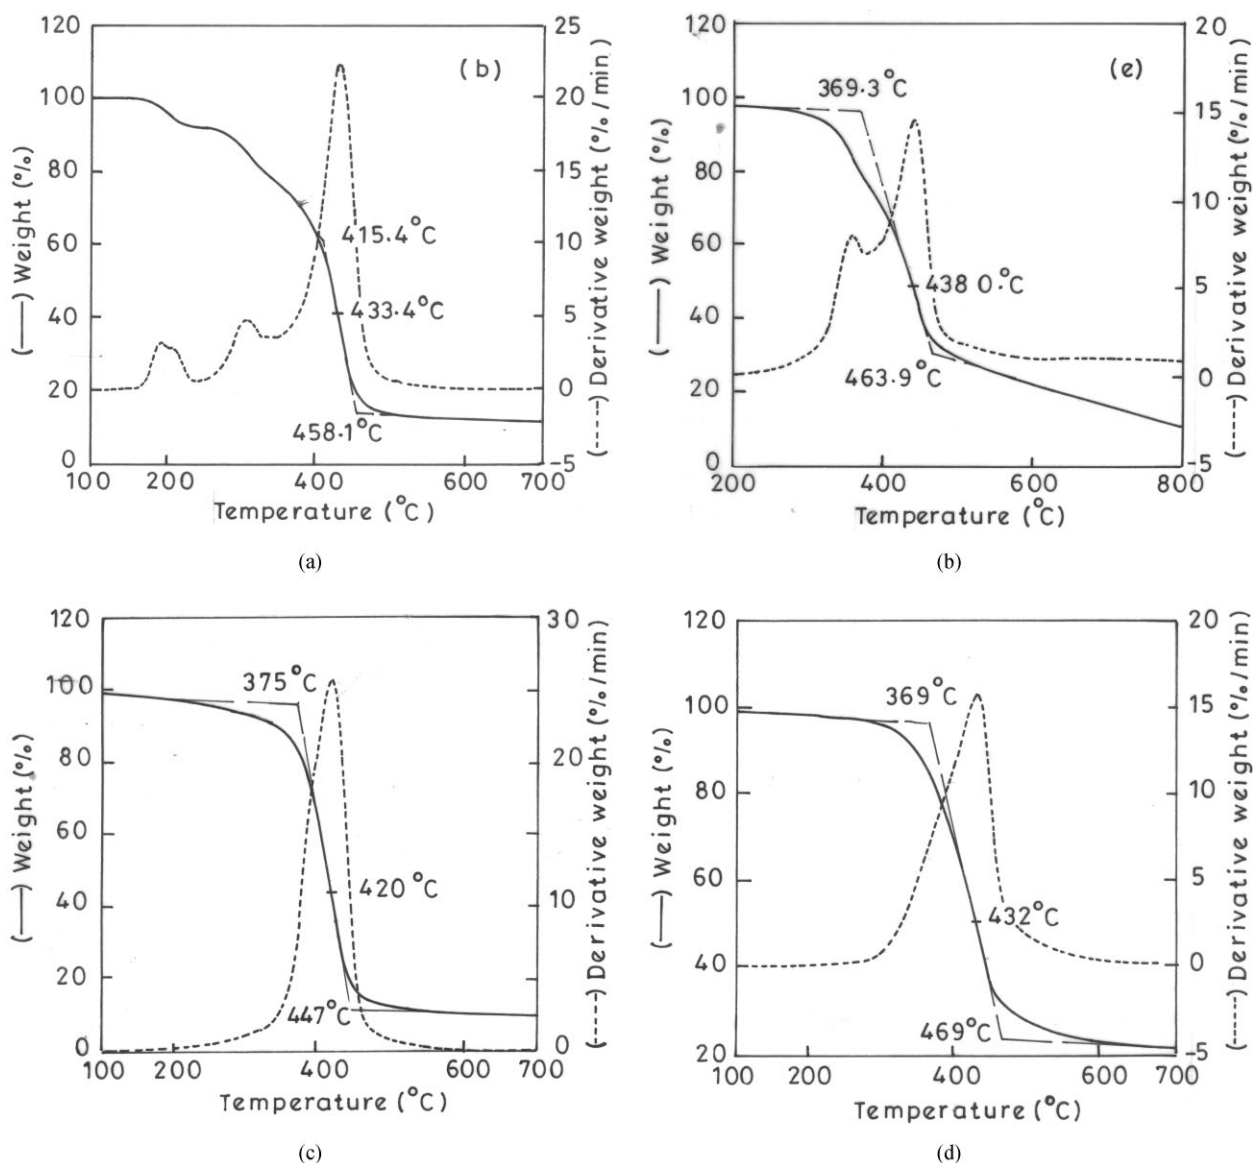 120
100
80
60
40
20
0
(——) Weight (%)
25
20
15
10
5
0
-5
(----) Derivative weight (%/min)
(b)
415.4°C
433.4°C
458.1°C
100
200
400
600
700
Temperature (°C)
(a)
120
100
80
60
40
20
0
(——) Weight (%)
20
15
10
5
0
-5
(----) Derivative weight (%/min)
(e)
369.3°C
438 0.°C
463.9°C
200
400
600
800
Temperature (°C)
(b)
120
100
80
60
40
20
0
(——) Weight (%)
30
20
10
0
(----) Derivative weight (%/min)
375°C
420°C
447°C
100
200
400
600
700
Temperature (°C)
(c)
120
100
80
60
40
20
(——) Weight (%)
20
15
10
5
0
-5
(----) Derivative weight (%/min)
369°C
432°C
469°C
100
200
400
600
700
Temperature (°C)
(d)